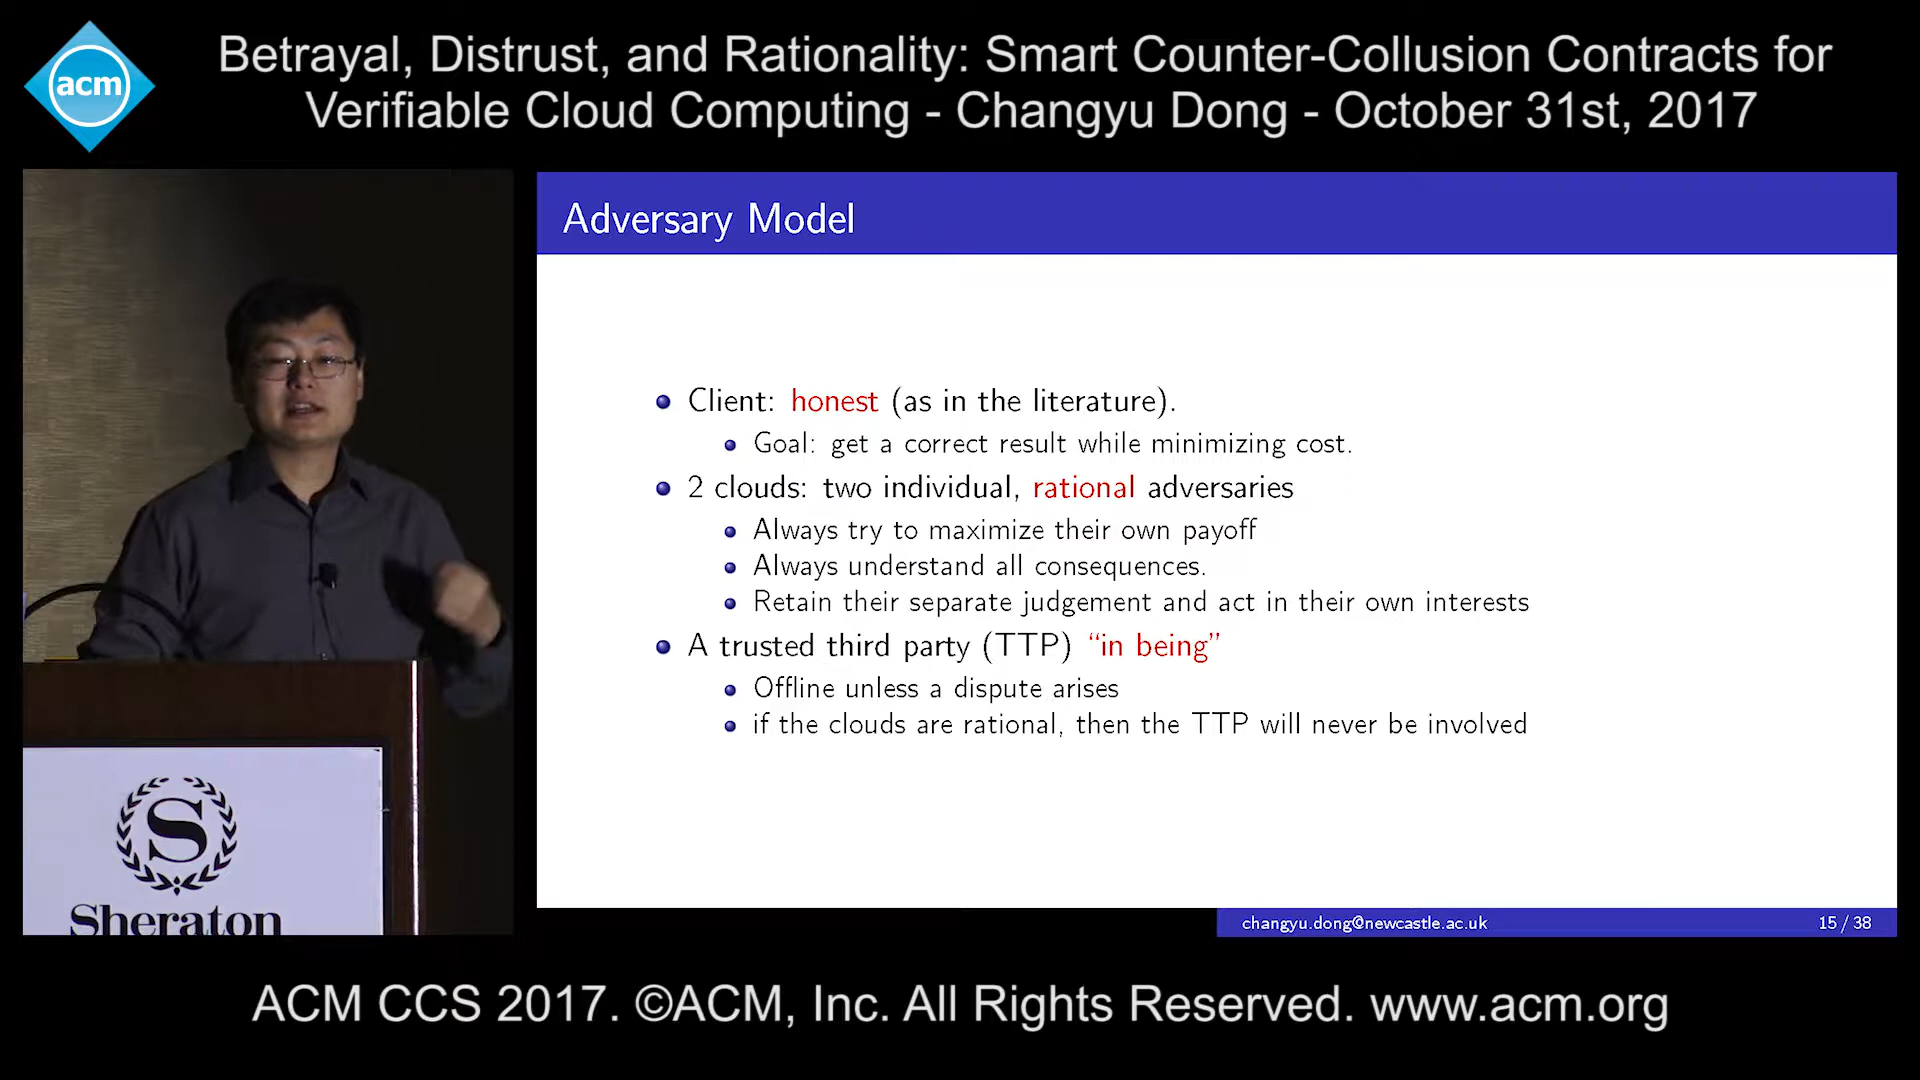 acm
Betrayal, Distrust, and Rationality: Smart Counter-Collusion Contracts for
Verifiable Cloud Computing - Changyu Dong - October 31st, 2017
Adversary Model
Client: honest (as in the literature).
Goal: get a correct result while minimizing cost.
2 clouds: two individual, rational adversaries
Always try to maximize their own payoff
Always understand all consequences.
Retain their separate judgement and act in their own interests
A trusted third party (TTP) “in being”
Offline unless a dispute arises
if the clouds are rational, then the TTP will never be involved
S
Sheraton
changyu.dong@newcastle.ac.uk
15 / 38
ACM CCS 2017. ©ACM, Inc. All Rights Reserved. www.acm.org